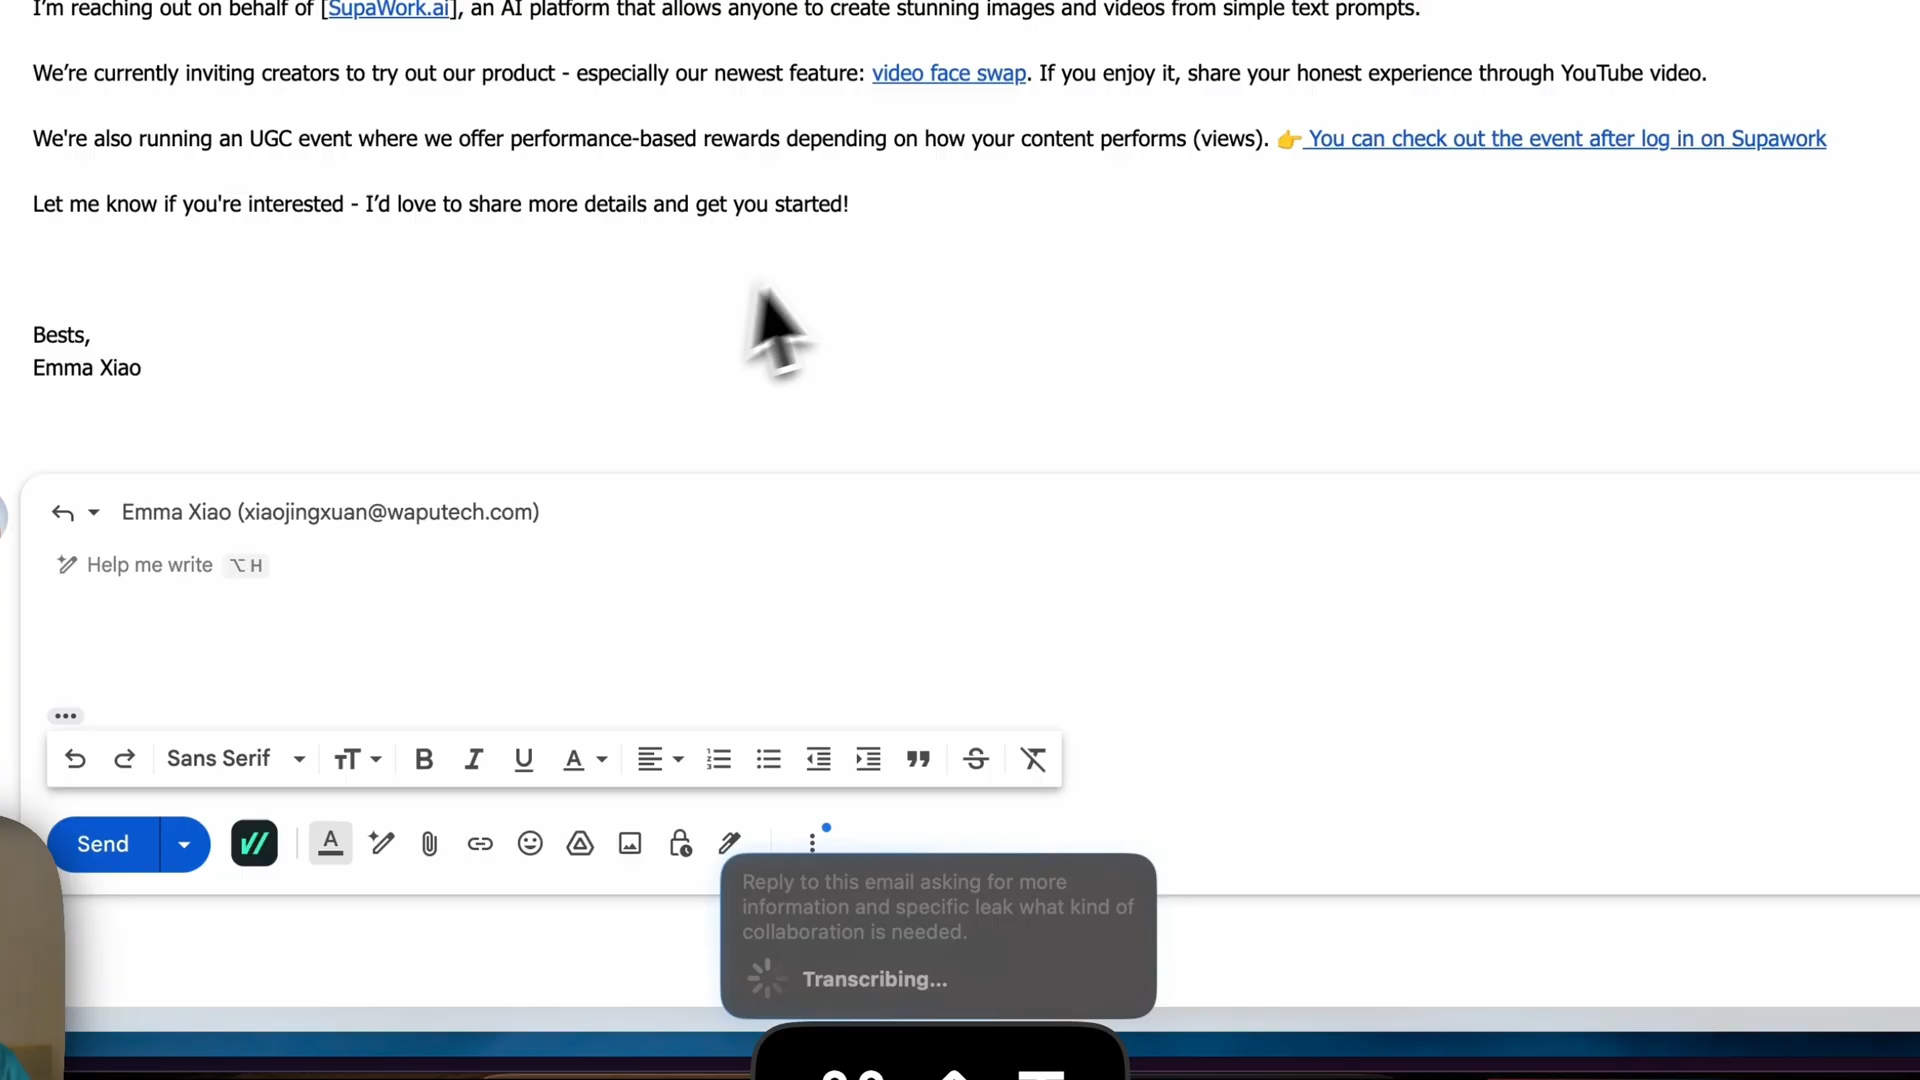 I'm reaching out on behalf of [SupaWork.ai], an AI platform that allows anyone to create stunning images and videos from simple text prompts.
We're currently inviting creators to try out our product - especially our newest feature: video face swap. If you enjoy it, share your honest experience through YouTube video.
We're also running an UGC event where we offer performance-based rewards depending on how your content performs (views). 👉 You can check out the event after log in on Supawork
Let me know if you're interested - I'd love to share more details and get you started!
Bests,
Emma Xiao
Emma Xiao (xiaojingxuan@waputech.com)
Help me write ⌥ H
Sans Serif
Send
Reply to this email asking for more
information and specific leak what kind of
collaboration is needed.
Transcribing...